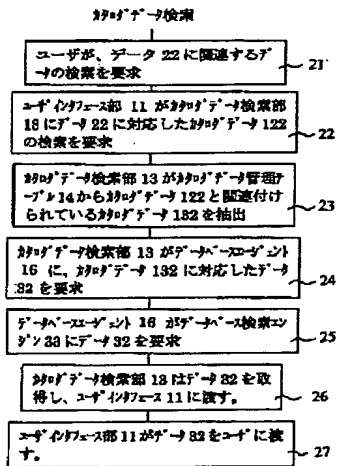 カタログデータ検索
ユーザが、データ 22 に関連するデ
ータの検索を要求
21
ユーザインタフェース部 11 がカタログデータ検索部
13 にデータ 22 に対応したカタログデータ 122
の検索を要求
22
カタログデータ検索部 13 がカタログデータ管理テ
ーブル 14 からカタログデータ 122 と関連付け
られているカタログデータ 132 を抽出
23
カタログデータ検索部 13 がデータベースエージェント
16 に、カタログデータ 132 に対応したデータ
32 を要求
24
データベースエージェント 16 がデータベース検索エン
ジン 33 にデータ 32 を要求
25
カタログデータ検索部 13 はデータ 32 を取
得し、ユーザインタフェース 11 に渡す。
26
ユーザインタフェース部 11 がデータ 32 をユーザに渡
す。
27